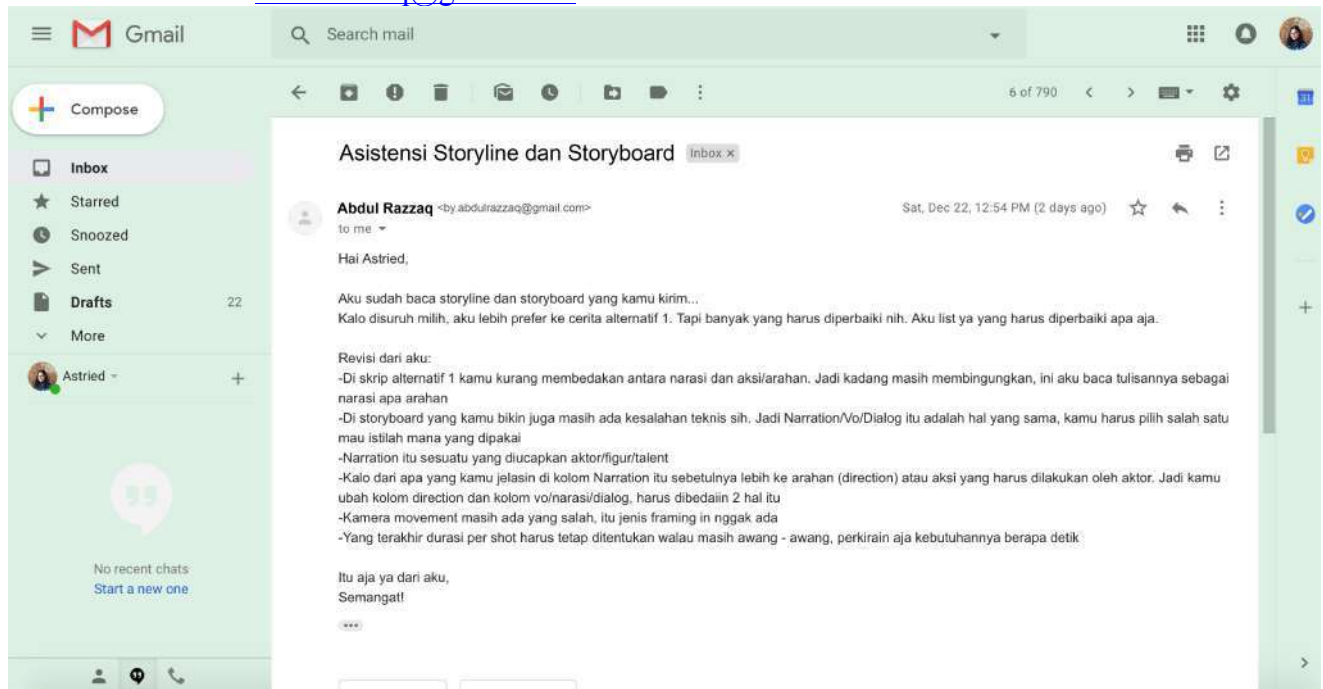 Gmail
Search mail
Compose
6 of 790
31
Inbox
Starred
Snoozed
Sent
Drafts 22
More
Astried
No recent chats
Start a new one
Asistensi Storyline dan Storyboard Inbox x
Abdul Razzaq <by.abdulrazzaq@gmail.com> Sat, Dec 22, 12:54 PM (2 days ago)
to me
Hai Astried,
Aku sudah baca storyline dan storyboard yang kamu kirim...
Kalo disuruh milih, aku lebih prefer ke cerita alternatif 1. Tapi banyak yang harus diperbaiki nih. Aku list ya yang harus diperbaiki apa aja.
Revisi dari aku:
-Di skrip alternatif 1 kamu kurang membedakan antara narasi dan aksi/arahan. Jadi kadang masih membingungkan, ini aku baca tulisannya sebagai
narasi apa arahan
-Di storyboard yang kamu bikin juga masih ada kesalahan teknis sih. Jadi Narration/Vo/Dialog itu adalah hal yang sama, kamu harus pilih salah satu
mau istilah mana yang dipakai
-Narration itu sesuatu yang diucapkan aktor/figur/talent
-Kalo dari apa yang kamu jelasin di kolom Narration itu sebetulnya lebih ke arahan (direction) atau aksi yang harus dilakukan oleh aktor. Jadi kamu
ubah kolom direction dan kolom vo/narasi/dialog, harus dibedaiin 2 hal itu
-Kamera movement masih ada yang salah, itu jenis framing in nggak ada
-Yang terakhir durasi per shot harus tetap ditentukan walau masih awang - awang, perkirain aja kebutuhannya berapa detik
Itu aja ya dari aku,
Semangat!